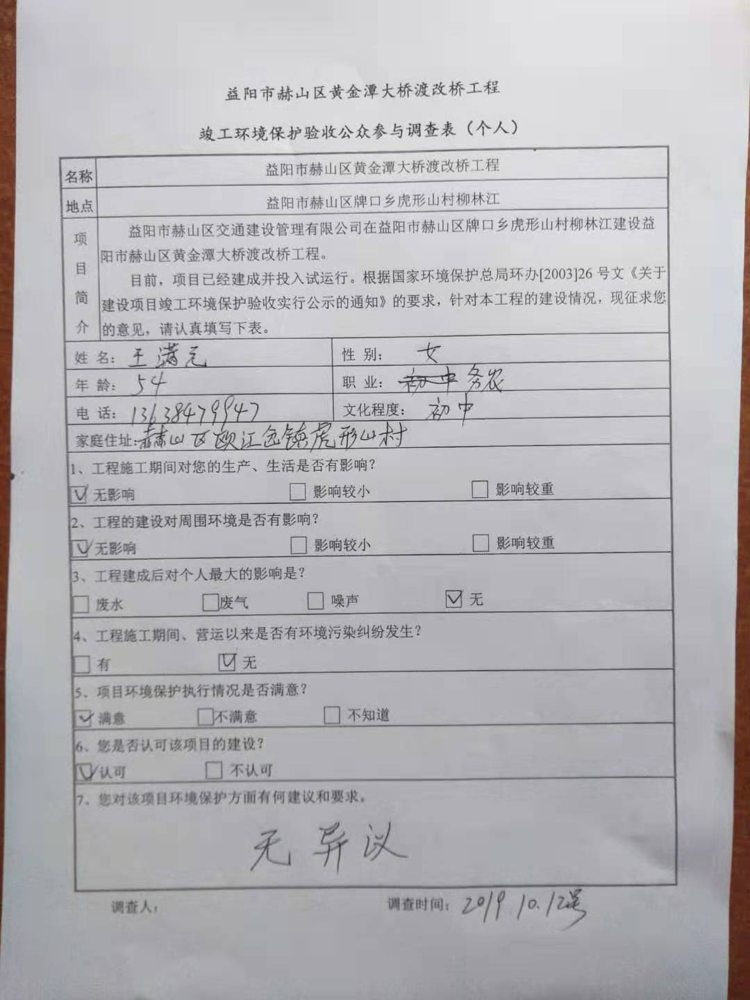 益阳市赫山区黄金潭大桥渡改桥工程
竣工环境保护验收公众参与调查表（个人）
名称 益阳市赫山区黄金潭大桥渡改桥工程
地点 益阳市赫山区牌口乡虎形山村柳林江
项目简介
益阳市赫山区交通建设管理有限公司在益阳市赫山区牌口乡虎形山村柳林江建设益
阳市赫山区黄金潭大桥渡改桥工程。
目前，项目已经建成并投入试运行。根据国家环境保护总局环办[2003]26 号文《关于
建设项目竣工环境保护验收实行公示的通知》的要求，针对本工程的建设情况，现征求您
的意见，请认真填写下表。
姓 名： 王满元 性 别： 女
年 龄： 54 职 业： 初中 务农
电 话： 13638479947 文化程度： 初中
家庭住址：赫山区欧江岔镇虎形山村
1、工程施工期间对您的生产、生活是否有影响？
☑无影响 □ 影响较小 □ 影响较重
2、工程的建设对周围环境是否有影响？
☑无影响 □ 影响较小 □ 影响较重
3、工程建成后对个人最大的影响是？
□ 废水 □废气 □ 噪声 ☑ 无
4、工程施工期间、营运以来是否有环境污染纠纷发生？
□ 有 ☑ 无
5、项目环境保护执行情况是否满意？
☑ 满意 □不满意 □ 不知道
6、您是否认可该项目的建设？
☑认可 □ 不认可
7、您对该项目环境保护方面有何建议和要求。
无异议
调查人： 调查时间：2019.10.12号